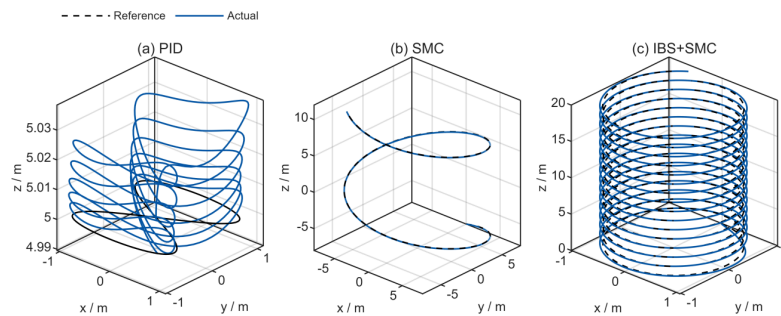 Reference Actual
(a) PID
5.03
5.02
5.01
5
4.99
z / m
-1
0
1
x / m
-1
0
1
y / m
(b) SMC
10
5
0
-5
z / m
-5
0
5
x / m
-5
0
5
y / m
(c) IBS+SMC
20
15
10
5
0
z / m
-1
0
1
x / m
-1
0
1
y / m